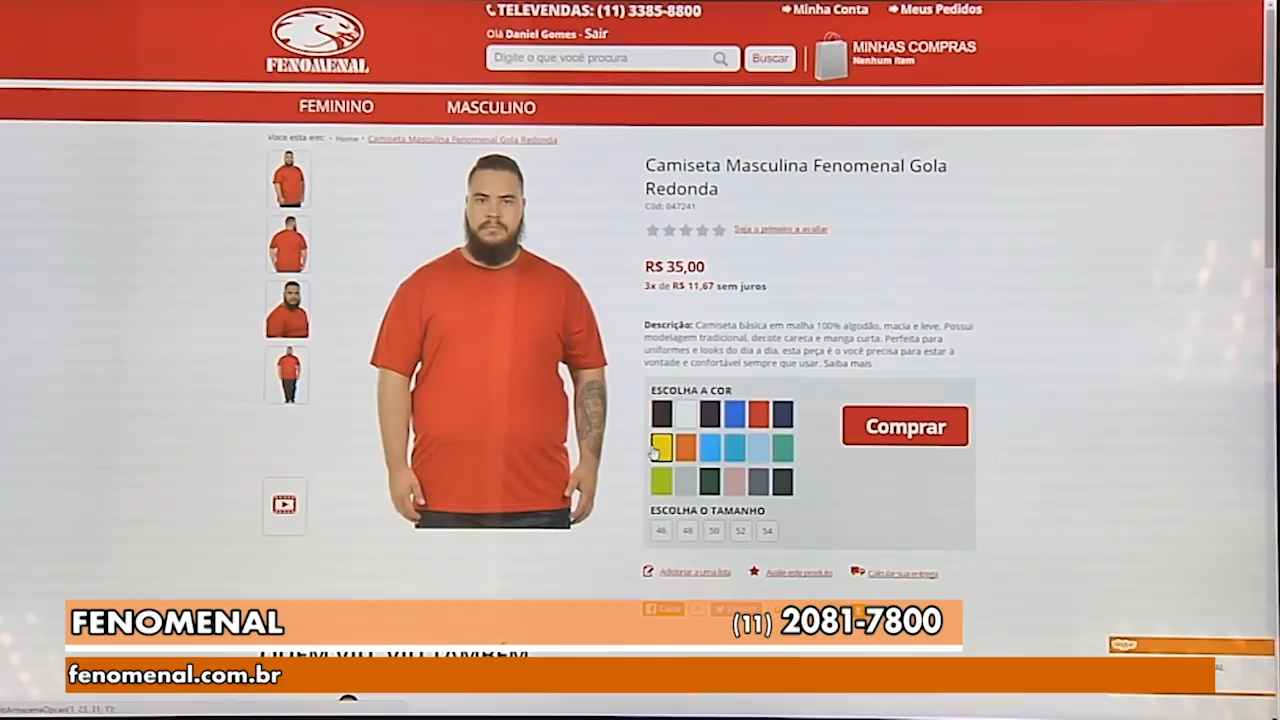 TELEVENDAS: (11) 3385-8800
Minha Conta
Meus Pedidos
Olá Daniel Gomes - Sair
Digite o que você procura
Buscar
MINHAS COMPRAS
Nenhum item
FENOMENAL
FEMININO
MASCULINO
Você esta em: • Home • Camiseta Masculina Fenomenal Gola Redonda
Camiseta Masculina Fenomenal Gola
Redonda
Cód: 047241
Seja o primeiro a avaliar
R$ 35,00
3x de R$ 11,67 sem juros
Descrição: Camiseta básica em malha 100% algodão, macia e leve. Possui
modelagem tradicional, decote careca e manga curta. Perfeita para
uniformes e looks do dia a dia, esta peça é o você precisa para estar à
vontade e confortável sempre que usar. Saiba mais
ESCOLHA A COR
Comprar
ESCOLHA O TAMANHO
46 48 50 52 54
Adicionar a uma lista
Avalie este produto
Calcular sua entrega
FENOMENAL
(11) 2081-7800
fenomenal.com.br